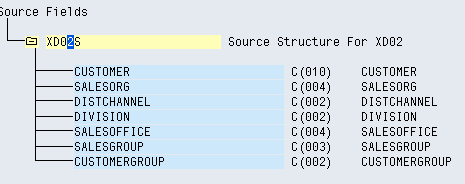 Source Fields
XD02S Source Structure For XD02
CUSTOMER C(010) CUSTOMER
SALESORG C(004) SALESORG
DISTCHANNEL C(002) DISTCHANNEL
DIVISION C(002) DIVISION
SALESOFFICE C(004) SALESOFFICE
SALESGROUP C(003) SALESGROUP
CUSTOMERGROUP C(002) CUSTOMERGROUP